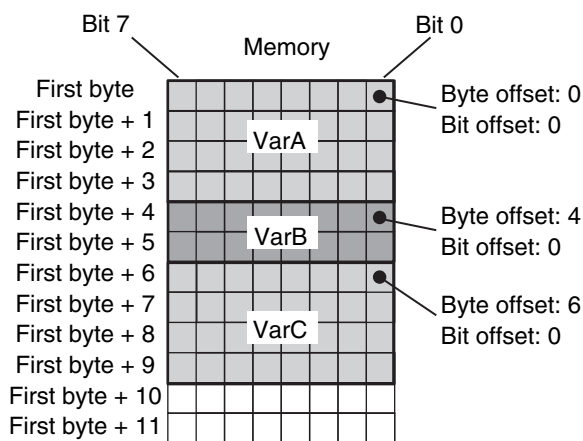 Bit 7
Bit 0
Memory
First byte
Byte offset: 0
First byte + 1
Bit offset: 0
First byte + 2
VarA
First byte + 3
First byte + 4
Byte offset: 4
First byte + 5
VarB
Bit offset: 0
First byte + 6
First byte + 7
Byte offset: 6
First byte + 8
VarC
Bit offset: 0
First byte + 9
First byte + 10
First byte + 11